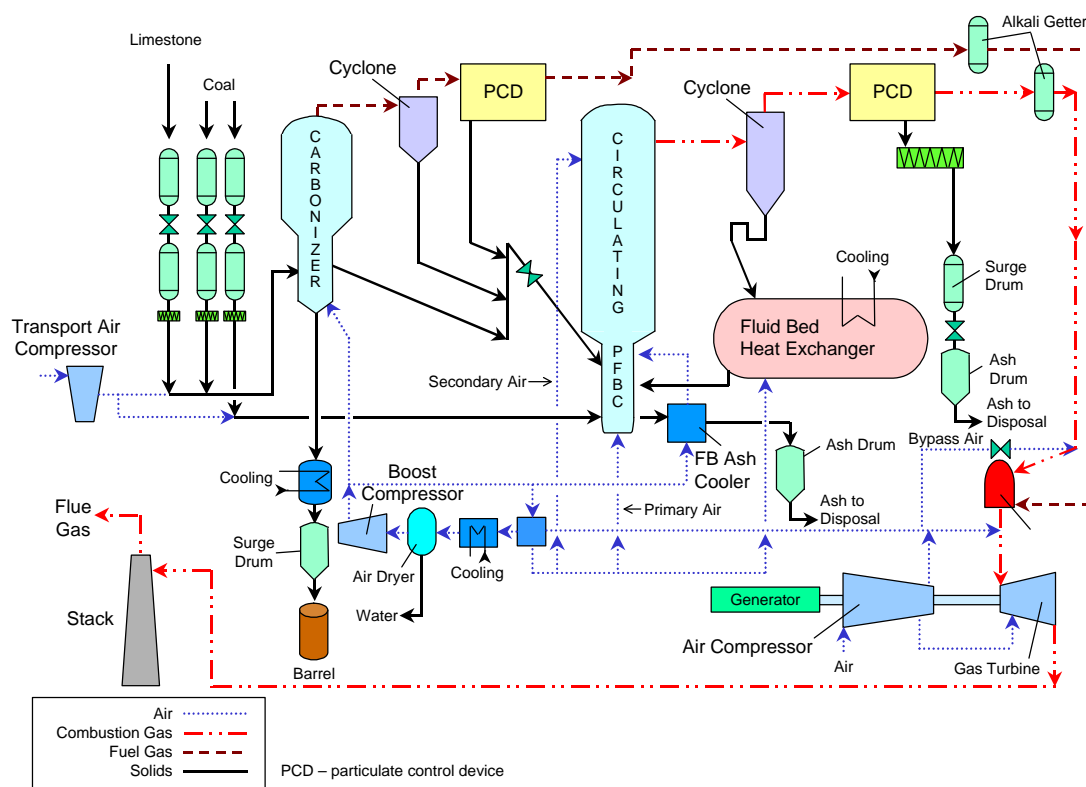 Limestone
Coal
Cyclone
PCD
Alkali Getter
Cyclone
PCD
CARBONIZER
CIRCULATING
PFBC
Cooling
Surge
Drum
Fluid Bed
Heat Exchanger
Transport Air
Compressor
Secondary Air
Ash
Drum
Ash to
Disposal
Bypass Air
FB Ash
Cooler
Ash Drum
Cooling
Boost
Compressor
Flue
Gas
Primary Air
Ash to
Disposal
Surge
Drum
Air Dryer
Cooling
Stack
Water
Generator
Air Compressor
Air
Gas Turbine
Barrel
Air
Combustion Gas
Fuel Gas
Solids
PCD – particulate control device